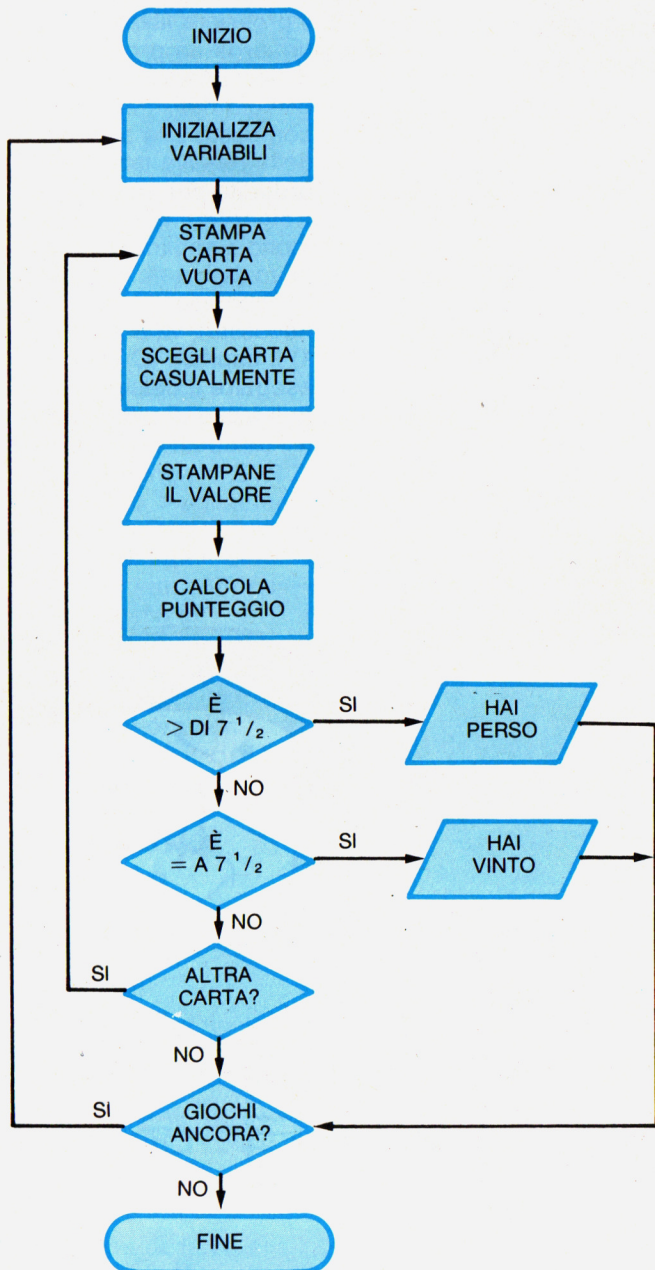 INIZIO
INIZIALIZZA
VARIABILI
STAMPA
CARTA
VUOTA
SCEGLI CARTA
CASUALMENTE
STAMPANE
IL VALORE
CALCOLA
PUNTEGGIO
È
> DI 7 1/2
SI
HAI
PERSO
NO
È
= A 7 1/2
SI
HAI
VINTO
NO
SI
ALTRA
CARTA?
NO
SI
GIOCHI
ANCORA?
NO
FINE